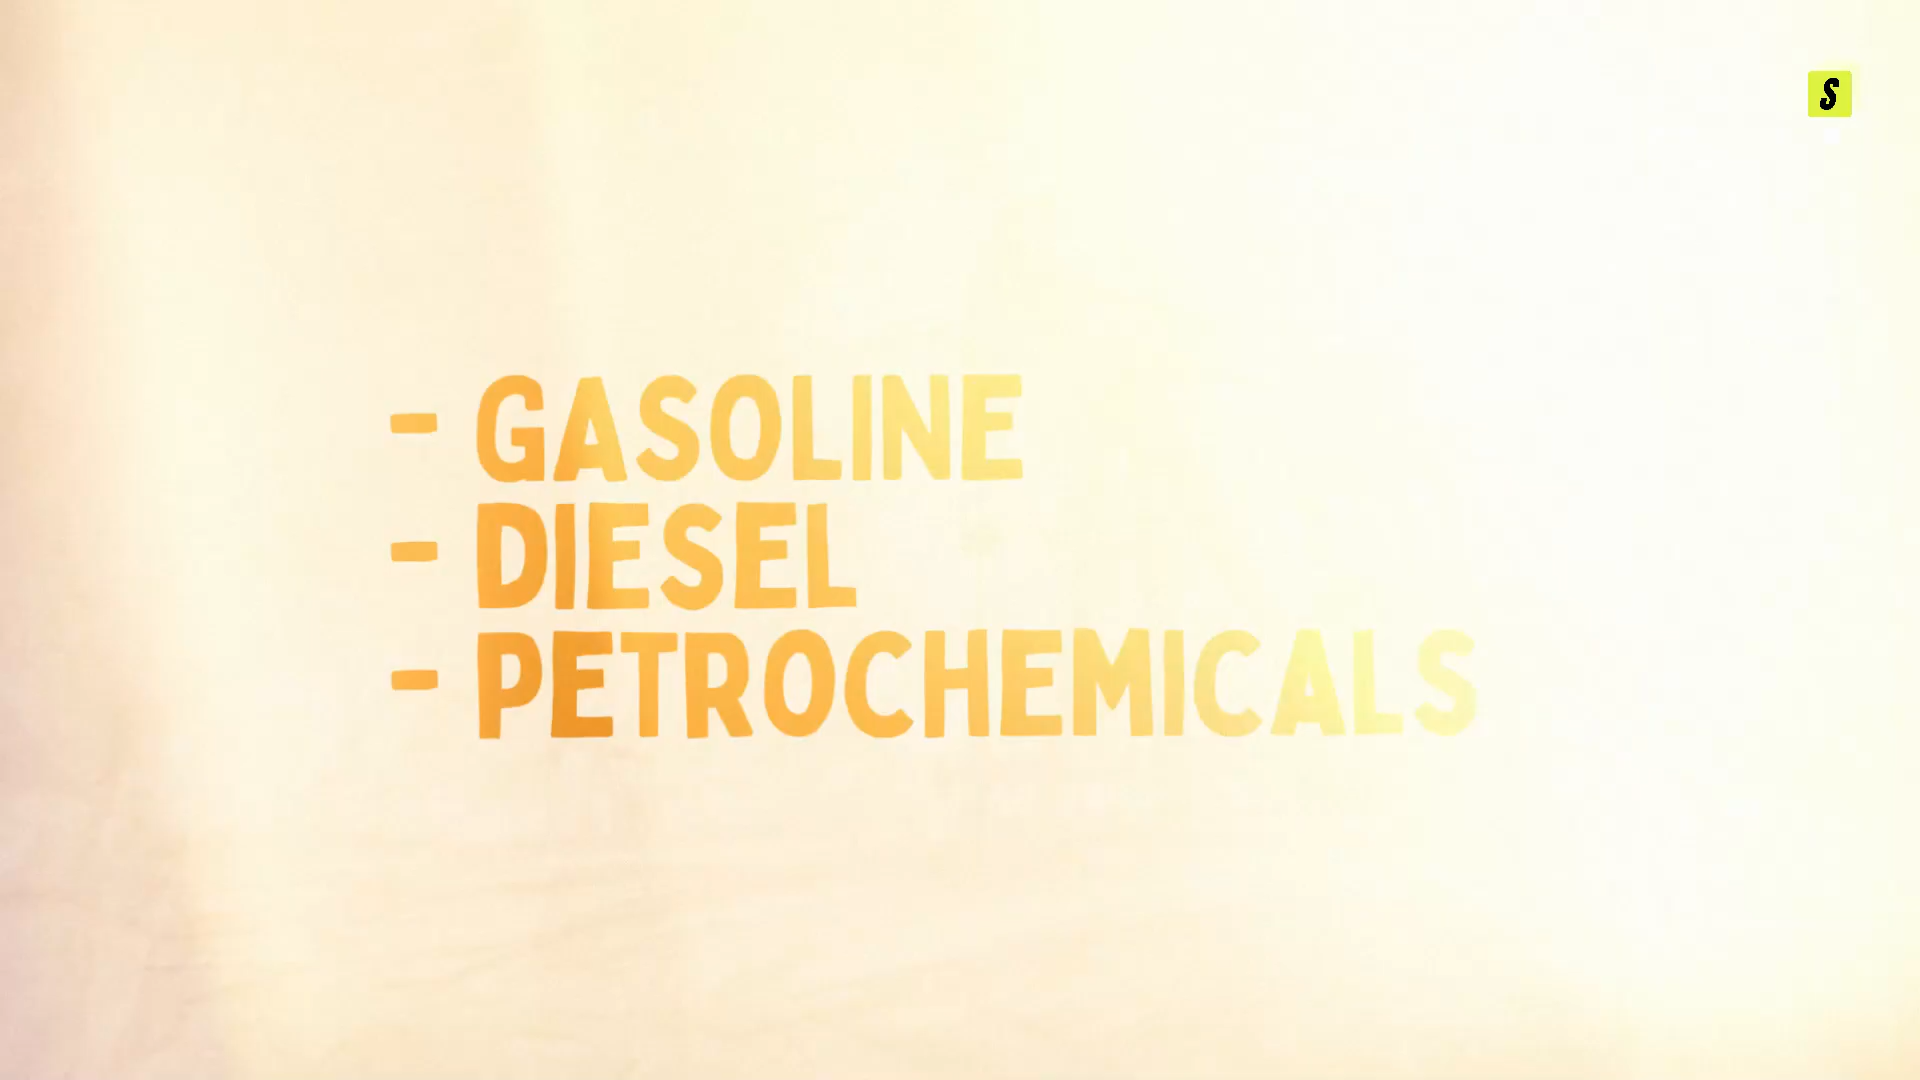 S
- GASOLINE
- DIESEL
- PETROCHEMICALS